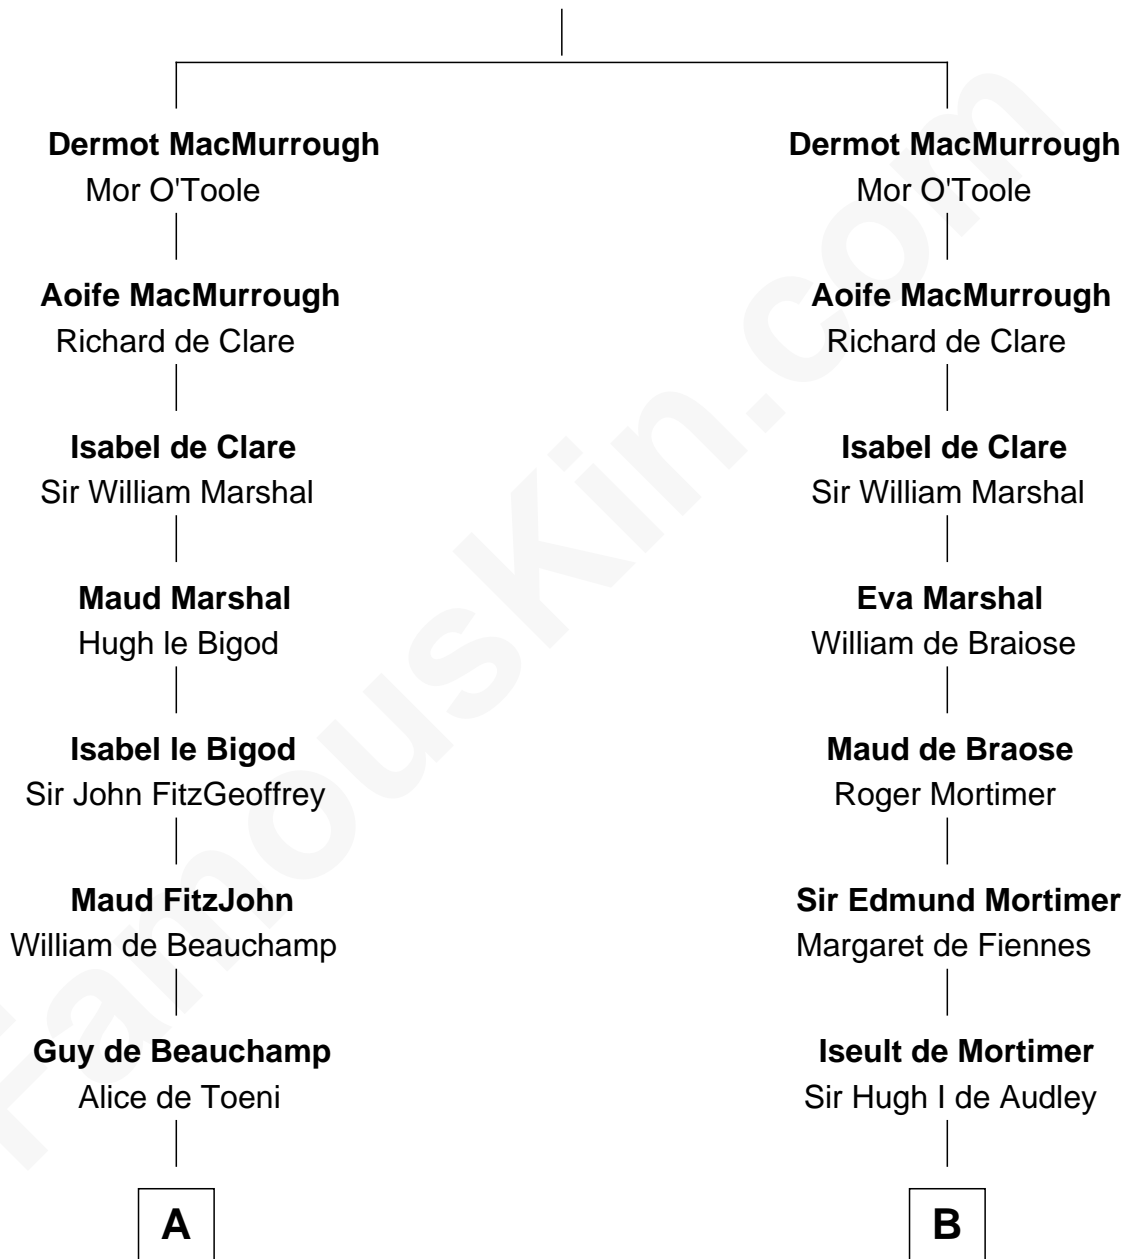 Dermot MacMurrough
Mor O'Toole
Aoife MacMurrough
Richard de Clare
Isabel de Clare
Sir William Marshal
Maud Marshal
Hugh le Bigod
Isabel le Bigod
Sir John FitzGeoffrey
Maud FitzJohn
William de Beauchamp
Guy de Beauchamp
Alice de Toeni
A
Dermot MacMurrough
Mor O'Toole
Aoife MacMurrough
Richard de Clare
Isabel de Clare
Sir William Marshal
Eva Marshal
William de Braiose
Maud de Braose
Roger Mortimer
Sir Edmund Mortimer
Margaret de Fiennes
Iseult de Mortimer
Sir Hugh I de Audley
B
FamousKin.com